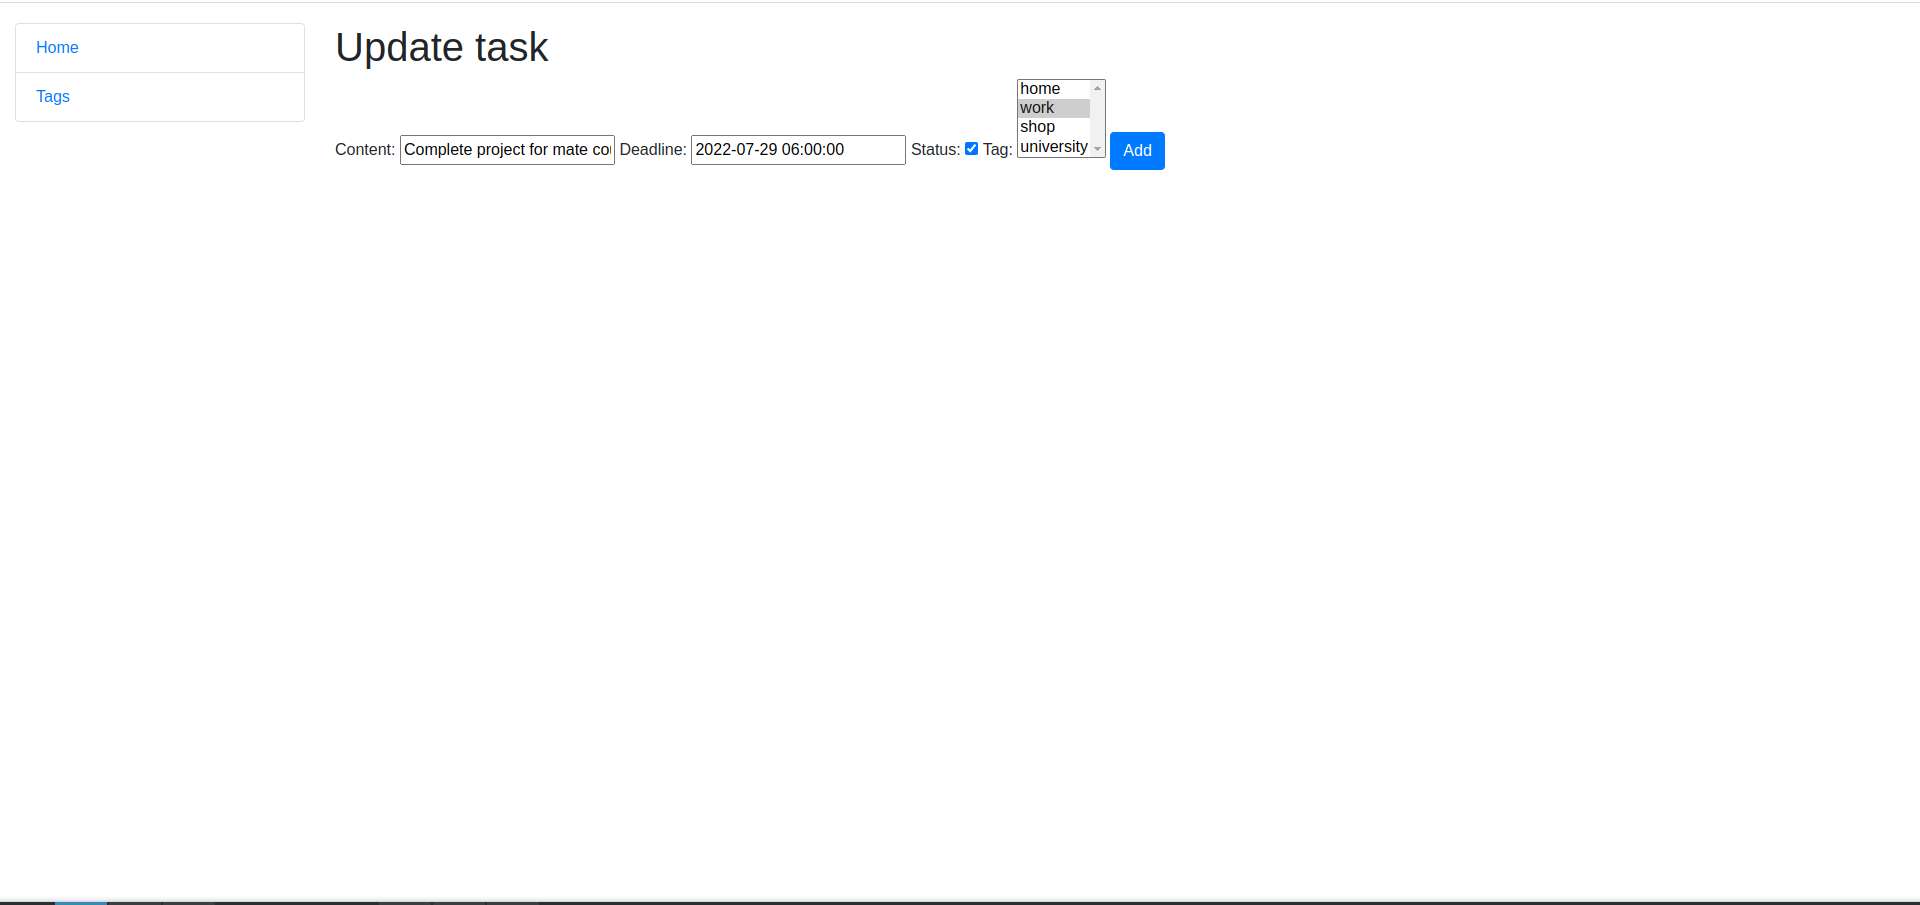 Home
Tags
Update task
home
work
shop
university
Content: Complete project for mate Deadline: 2022-07-29 06:00:00 Status: Tag: Add